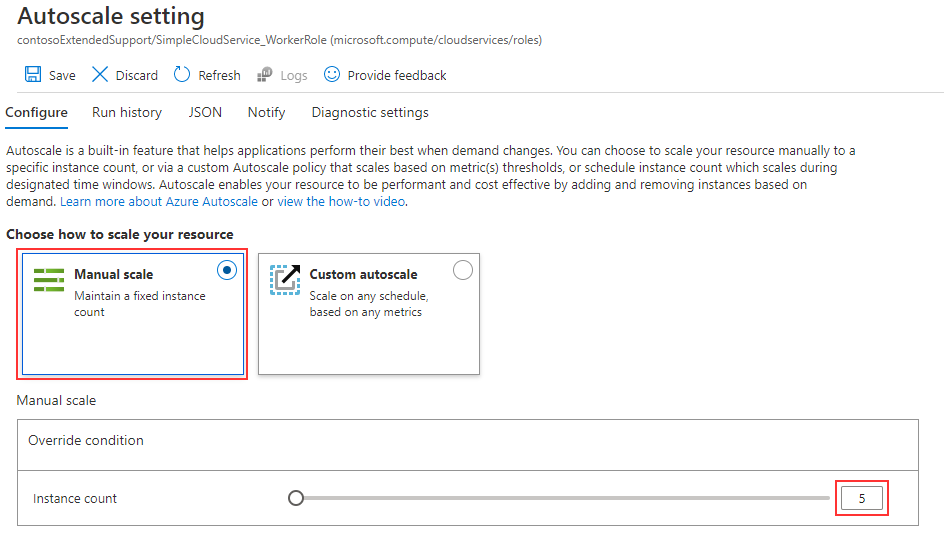 Autoscale setting
contosoExtendedSupport/SimpleCloudService_WorkerRole (microsoft.compute/cloudservices/roles)
Save Discard Refresh Logs Provide feedback
Configure Run history JSON Notify Diagnostic settings
Autoscale is a built-in feature that helps applications perform their best when demand changes. You can choose to scale your resource manually to a
specific instance count, or via a custom Autoscale policy that scales based on metric(s) thresholds, or schedule instance count which scales during
designated time windows. Autoscale enables your resource to be performant and cost effective by adding and removing instances based on
demand. Learn more about Azure Autoscale or view the how-to video.
Choose how to scale your resource
Manual scale
Maintain a fixed instance
count
Custom autoscale
Scale on any schedule,
based on any metrics
Manual scale
Override condition
Instance count 5